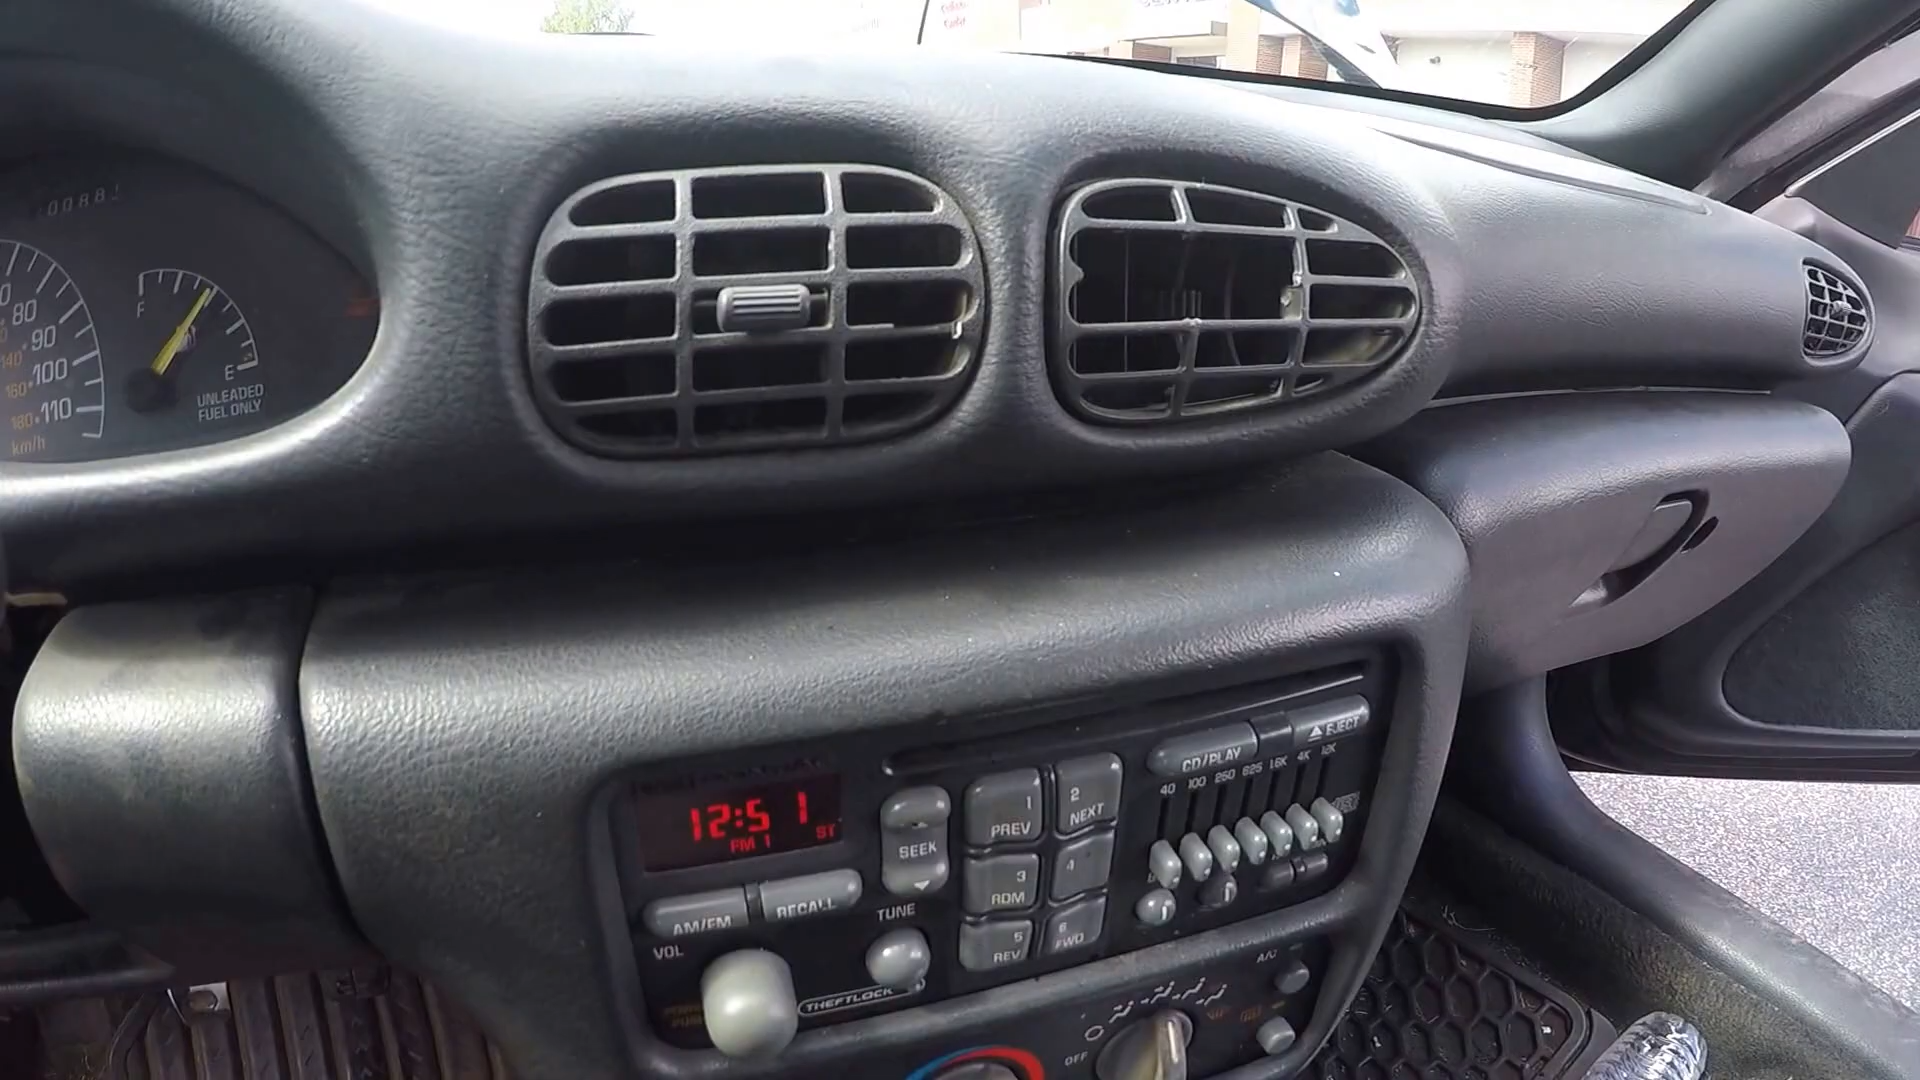 80
90
100
110
140
160
180
km/h
F
E
UNLEADED
FUEL ONLY
12:51
FM 1 ST
AM/FM
RECALL
VOL
SEEK
TUNE
THEFTLOCK
1
PREV
2
NEXT
3
RDM
4
5
REV
6
FWD
CD/PLAY
EJECT
40 100 250 625 1.6K 4K 12K
A/C
OFF